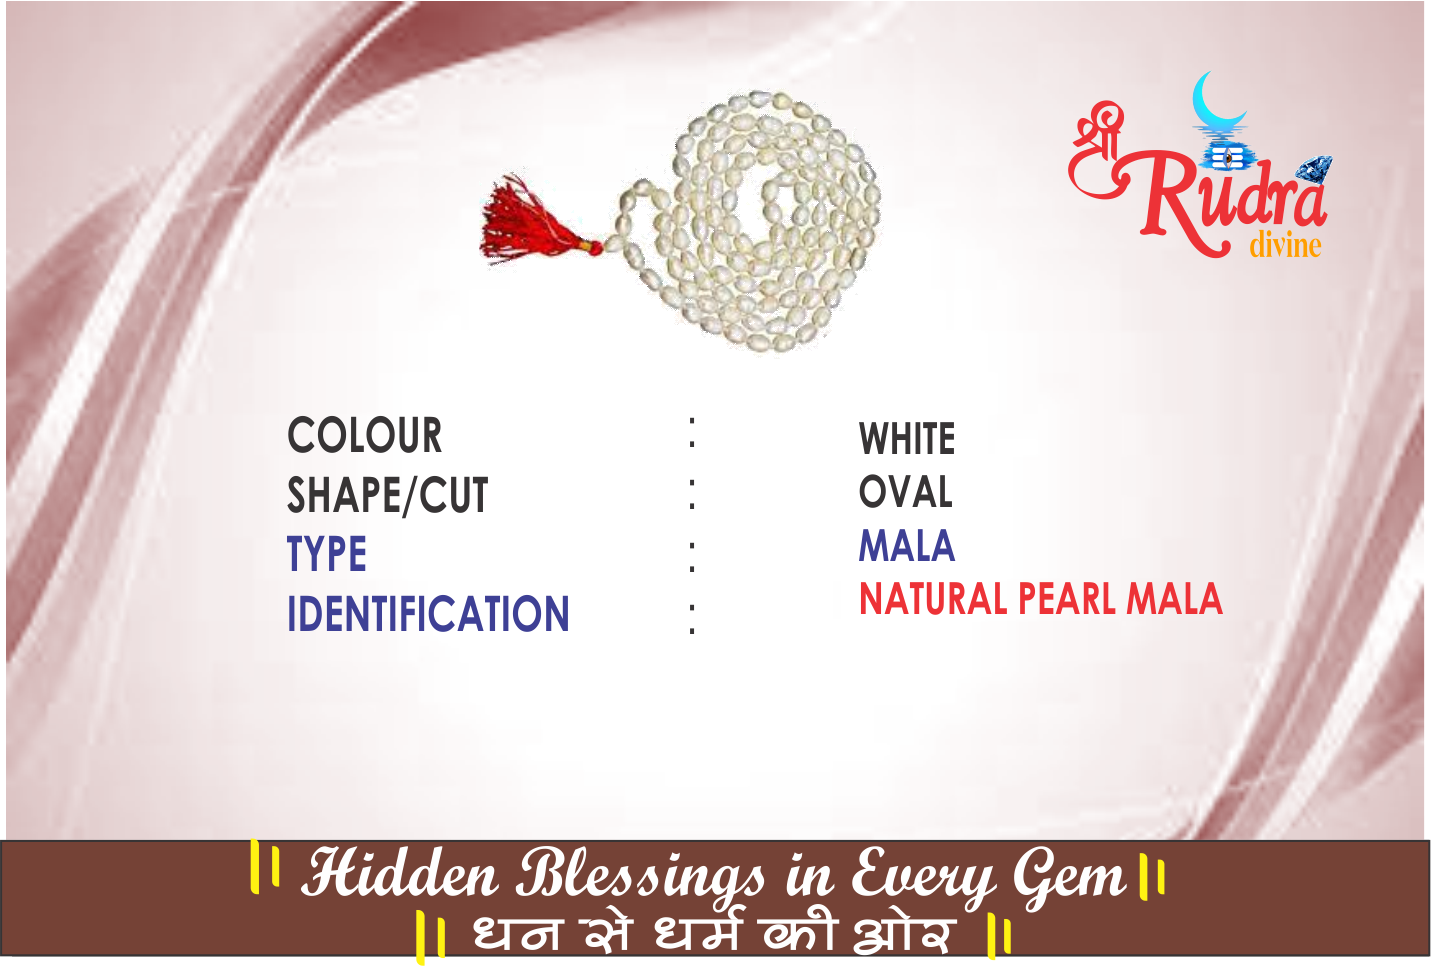 श्री Rudra
divine
COLOUR : WHITE
SHAPE/CUT : OVAL
TYPE : MALA
IDENTIFICATION : NATURAL PEARL MALA
॥ Hidden Blessings in Every Gem ॥
॥ धन से धर्म की ओर ॥